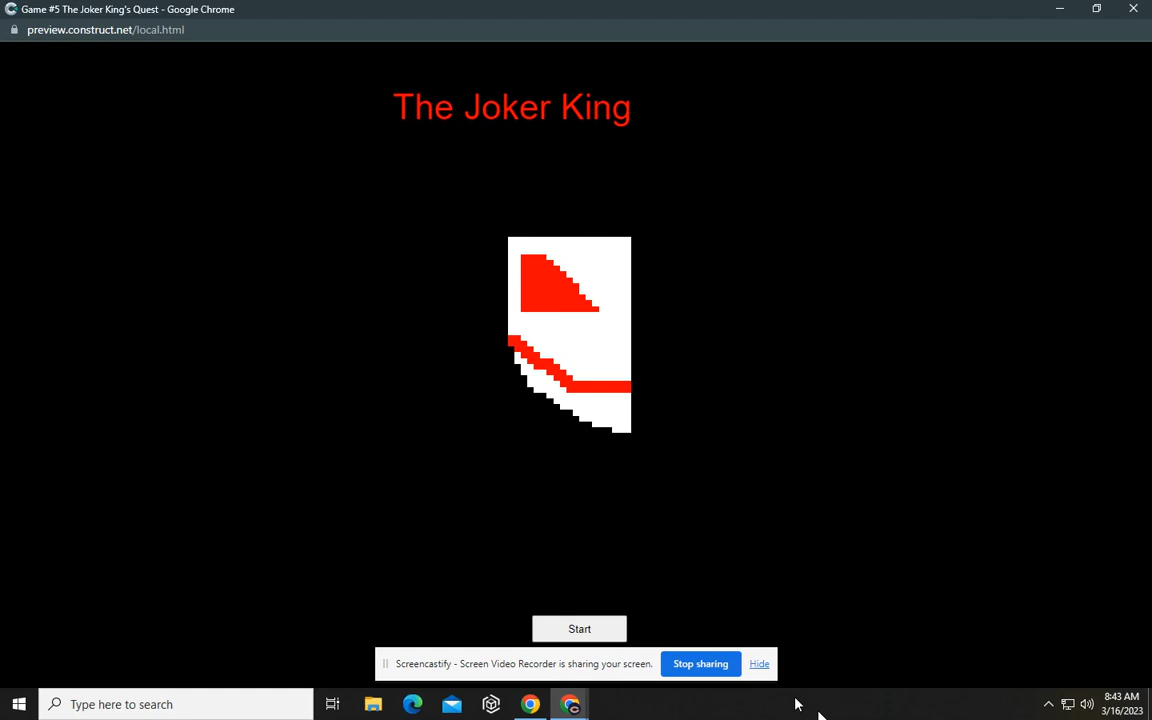 Game #5 The Joker King's Quest - Google Chrome
preview.construct.net/local.html
The Joker King
Start
Screencastify - Screen Video Recorder is sharing your screen.
Stop sharing
Hide
Type here to search
8:43 AM
3/16/2023